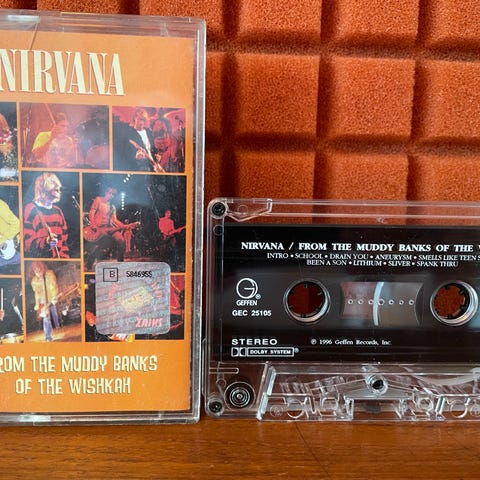 NIRVANA
B 5846955
ZAIKS
FROM THE MUDDY BANKS
OF THE WISHKAH
NIRVANA / FROM THE MUDDY BANKS OF THE W
INTRO • SCHOOL • DRAIN YOU • ANEURYSM • SMELLS LIKE TEEN S
BEEN A SON • LITHIUM • SLIVER • SPANK THRU
G
GEFFEN
GEC 25105
STEREO
DOLBY SYSTEM
℗ 1996 Geffen Records, Inc.